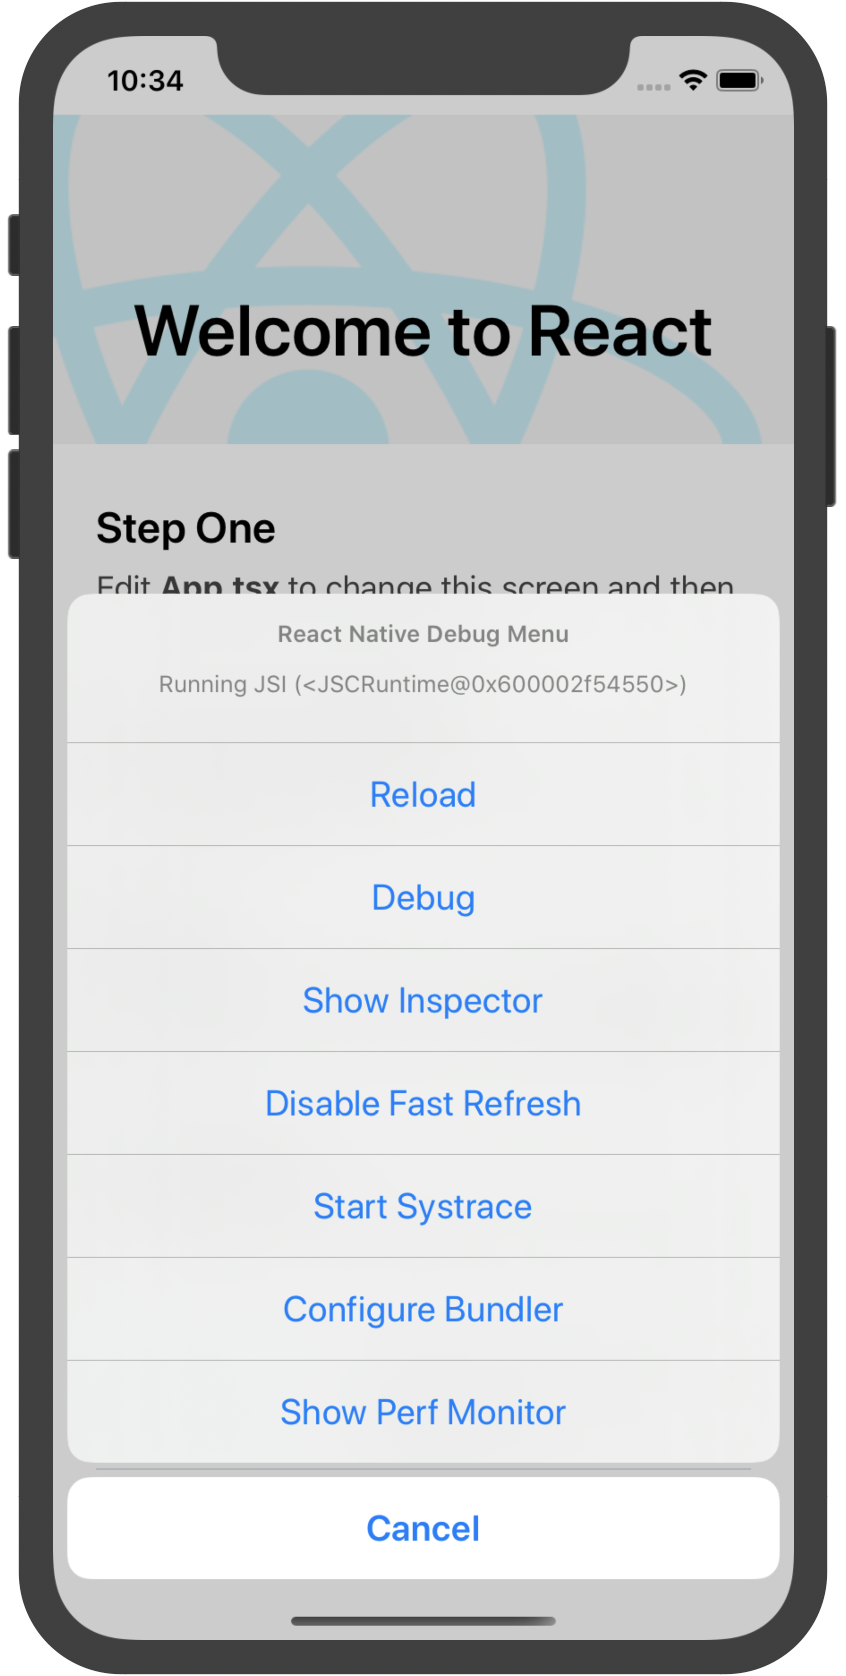 10:34
Welcome to React
Step One
Edit App.tsx to change this screen and then
React Native Debug Menu
Running JSI (<JSCRuntime@0x600002f54550>)
Reload
Debug
Show Inspector
Disable Fast Refresh
Start Systrace
Configure Bundler
Show Perf Monitor
Cancel